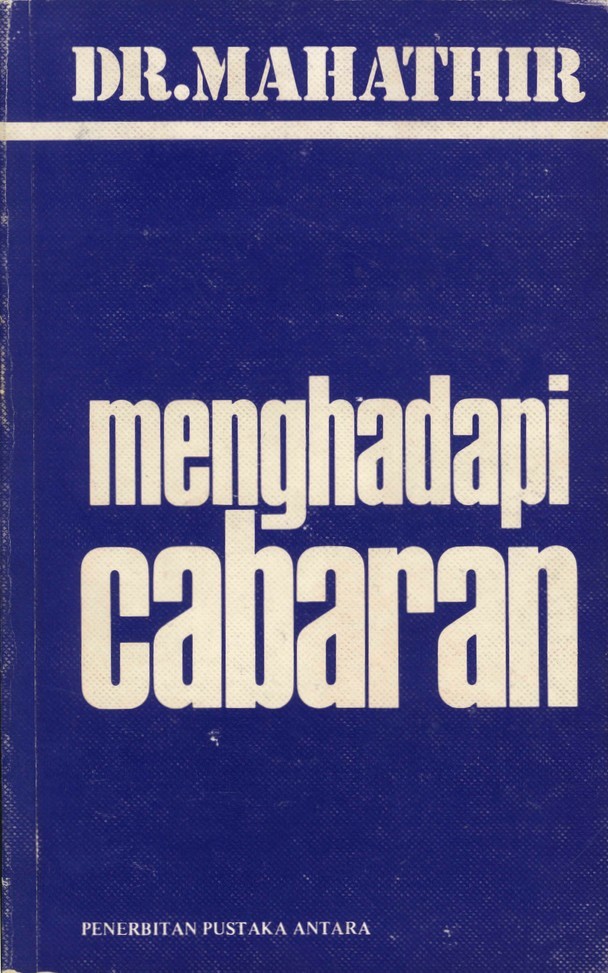 DR.MAHATHIR
menghadapi
cabaran
PENERBITAN PUSTAKA ANTARA